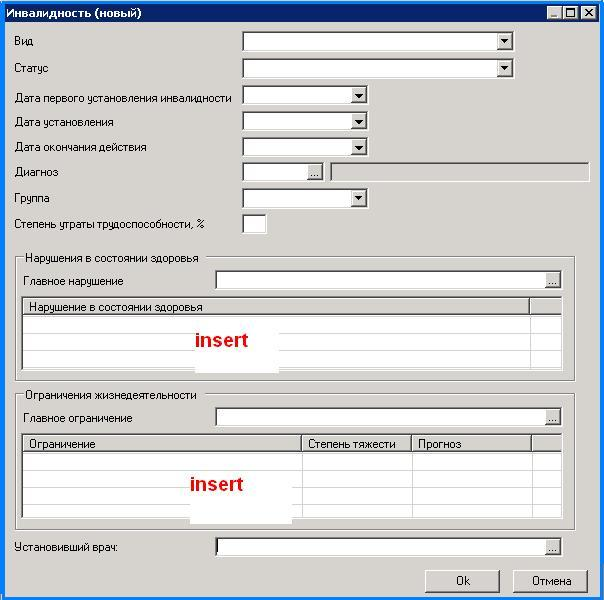 Инвалидность (новый)
Вид
Статус
Дата первого установления инвалидности
Дата установления
Дата окончания действия
Диагноз
...
Группа
Степень утраты трудоспособности, %
Нарушения в состоянии здоровья
Главное нарушение
...
Нарушение в состоянии здоровья
insert
Ограничения жизнедеятельности
Главное ограничение
...
Ограничение Степень тяжести Прогноз
insert
Установивший врач:
...
Ok Отмена